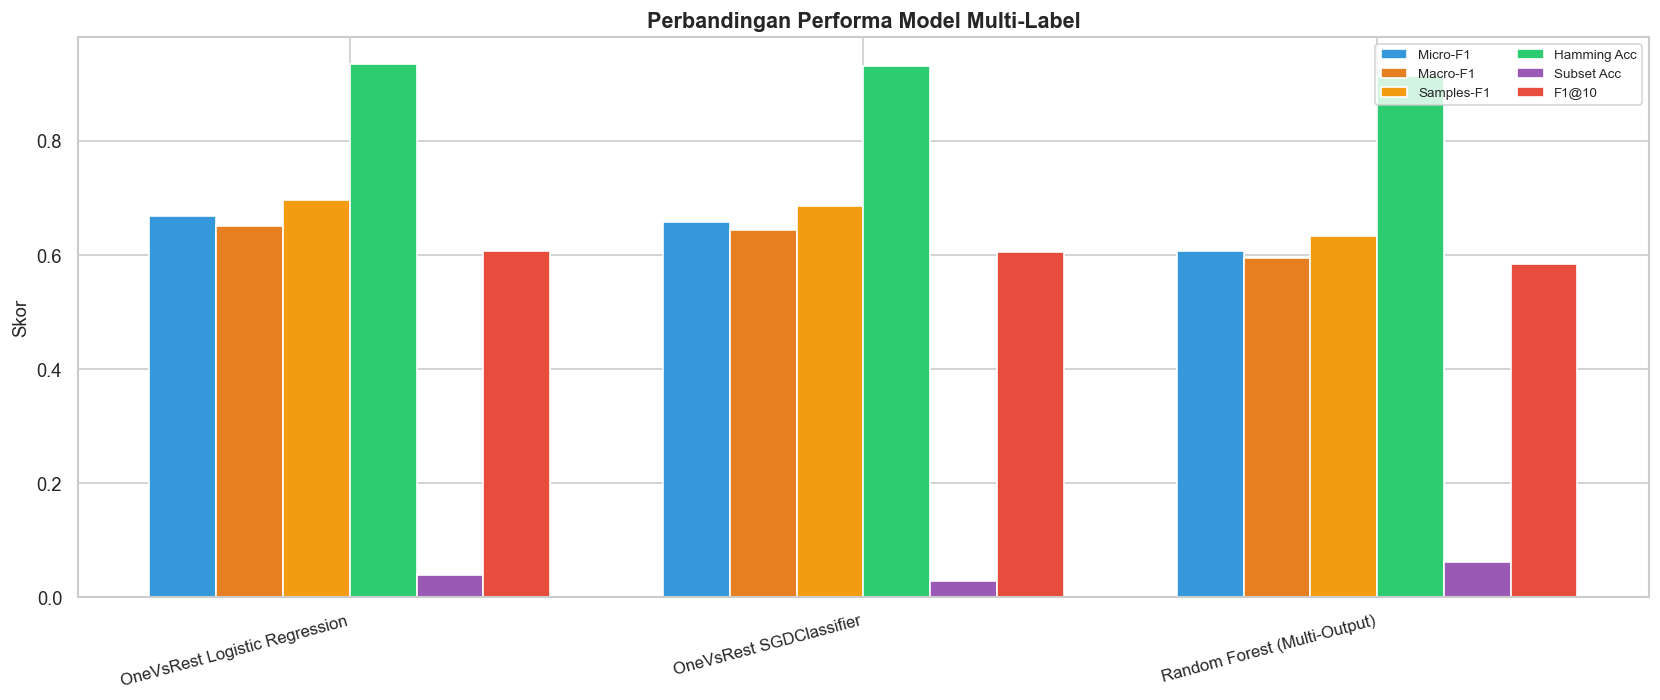 Perbandingan Performa Model Multi-Label
Micro-F1
Macro-F1
Samples-F1
Hamming Acc
Subset Acc
F1@10
Skor
0.8
0.6
0.4
0.2
0.0
OneVsRest Logistic Regression
OneVsRest SGDClassifier
Random Forest (Multi-Output)